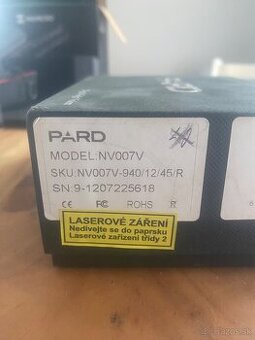 PARD
MODEL:NV007V
SKU:NV007V-940/12/45/R
SN:9-1207225618
CE FC ROHS R
LASEROVÉ ZÁŘENÍ
Nedívejte se do paprsku
Laserové zařízení třídy 2